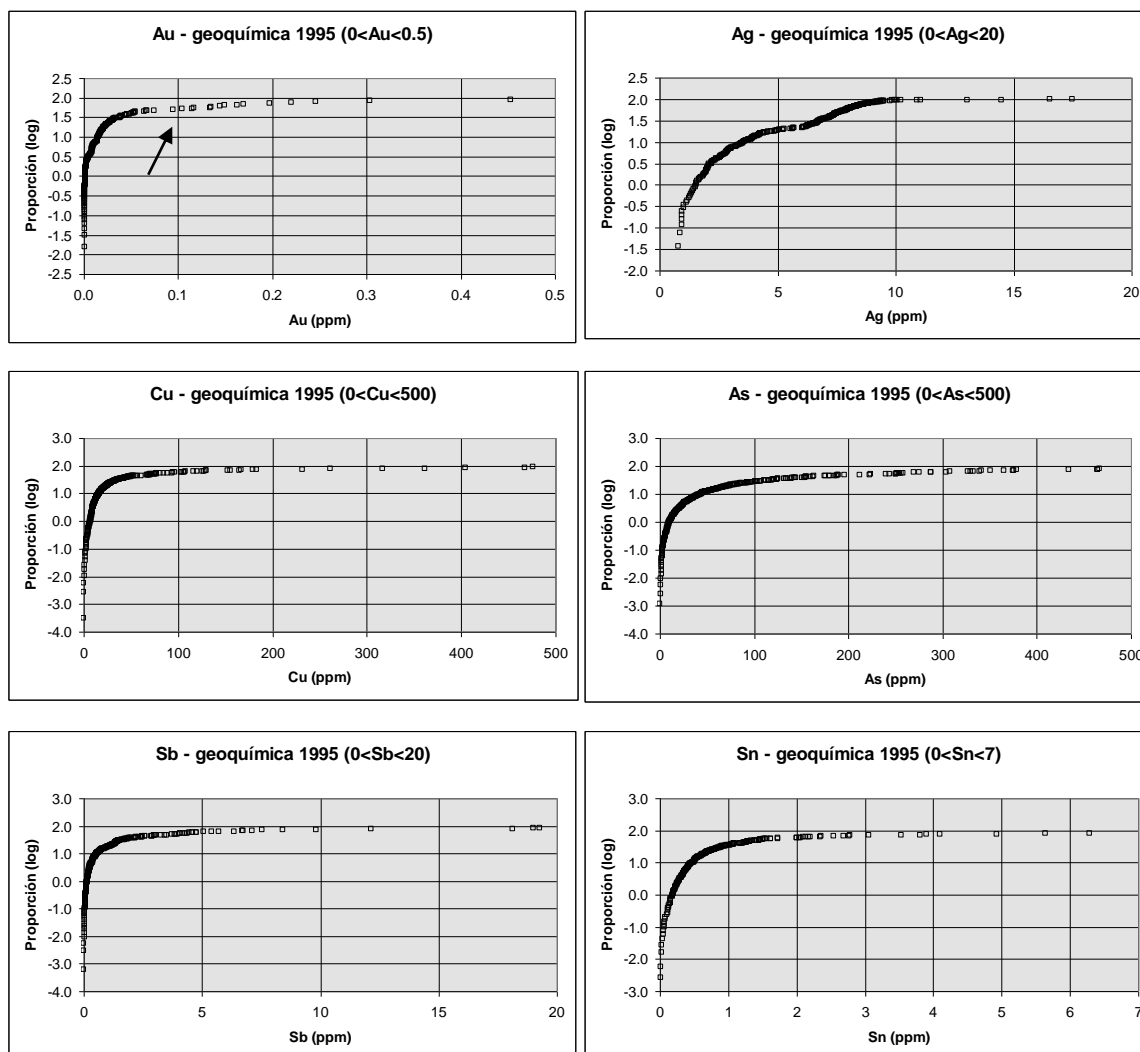 Au - geoquímica 1995 (0<Au<0.5)
Proporción (log)
2.5
2.0
1.5
1.0
0.5
0.0
-0.5
-1.0
-1.5
-2.0
-2.5
0.0 0.1 0.2 0.3 0.4 0.5
Au (ppm)
Ag - geoquímica 1995 (0<Ag<20)
Proporción (log)
2.5
2.0
1.5
1.0
0.5
0.0
-0.5
-1.0
-1.5
-2.0
0 5 10 15 20
Ag (ppm)
Cu - geoquímica 1995 (0<Cu<500)
Proporción (log)
3.0
2.0
1.0
0.0
-1.0
-2.0
-3.0
-4.0
0 100 200 300 400 500
Cu (ppm)
As - geoquímica 1995 (0<As<500)
Proporción (log)
3.0
2.0
1.0
0.0
-1.0
-2.0
-3.0
-4.0
0 100 200 300 400 500
As (ppm)
Sb - geoquímica 1995 (0<Sb<20)
Proporción (log)
3.0
2.0
1.0
0.0
-1.0
-2.0
-3.0
-4.0
0 5 10 15 20
Sb (ppm)
Sn - geoquímica 1995 (0<Sn<7)
Proporción (log)
3.0
2.0
1.0
0.0
-1.0
-2.0
-3.0
0 1 2 3 4 5 6 7
Sn (ppm)